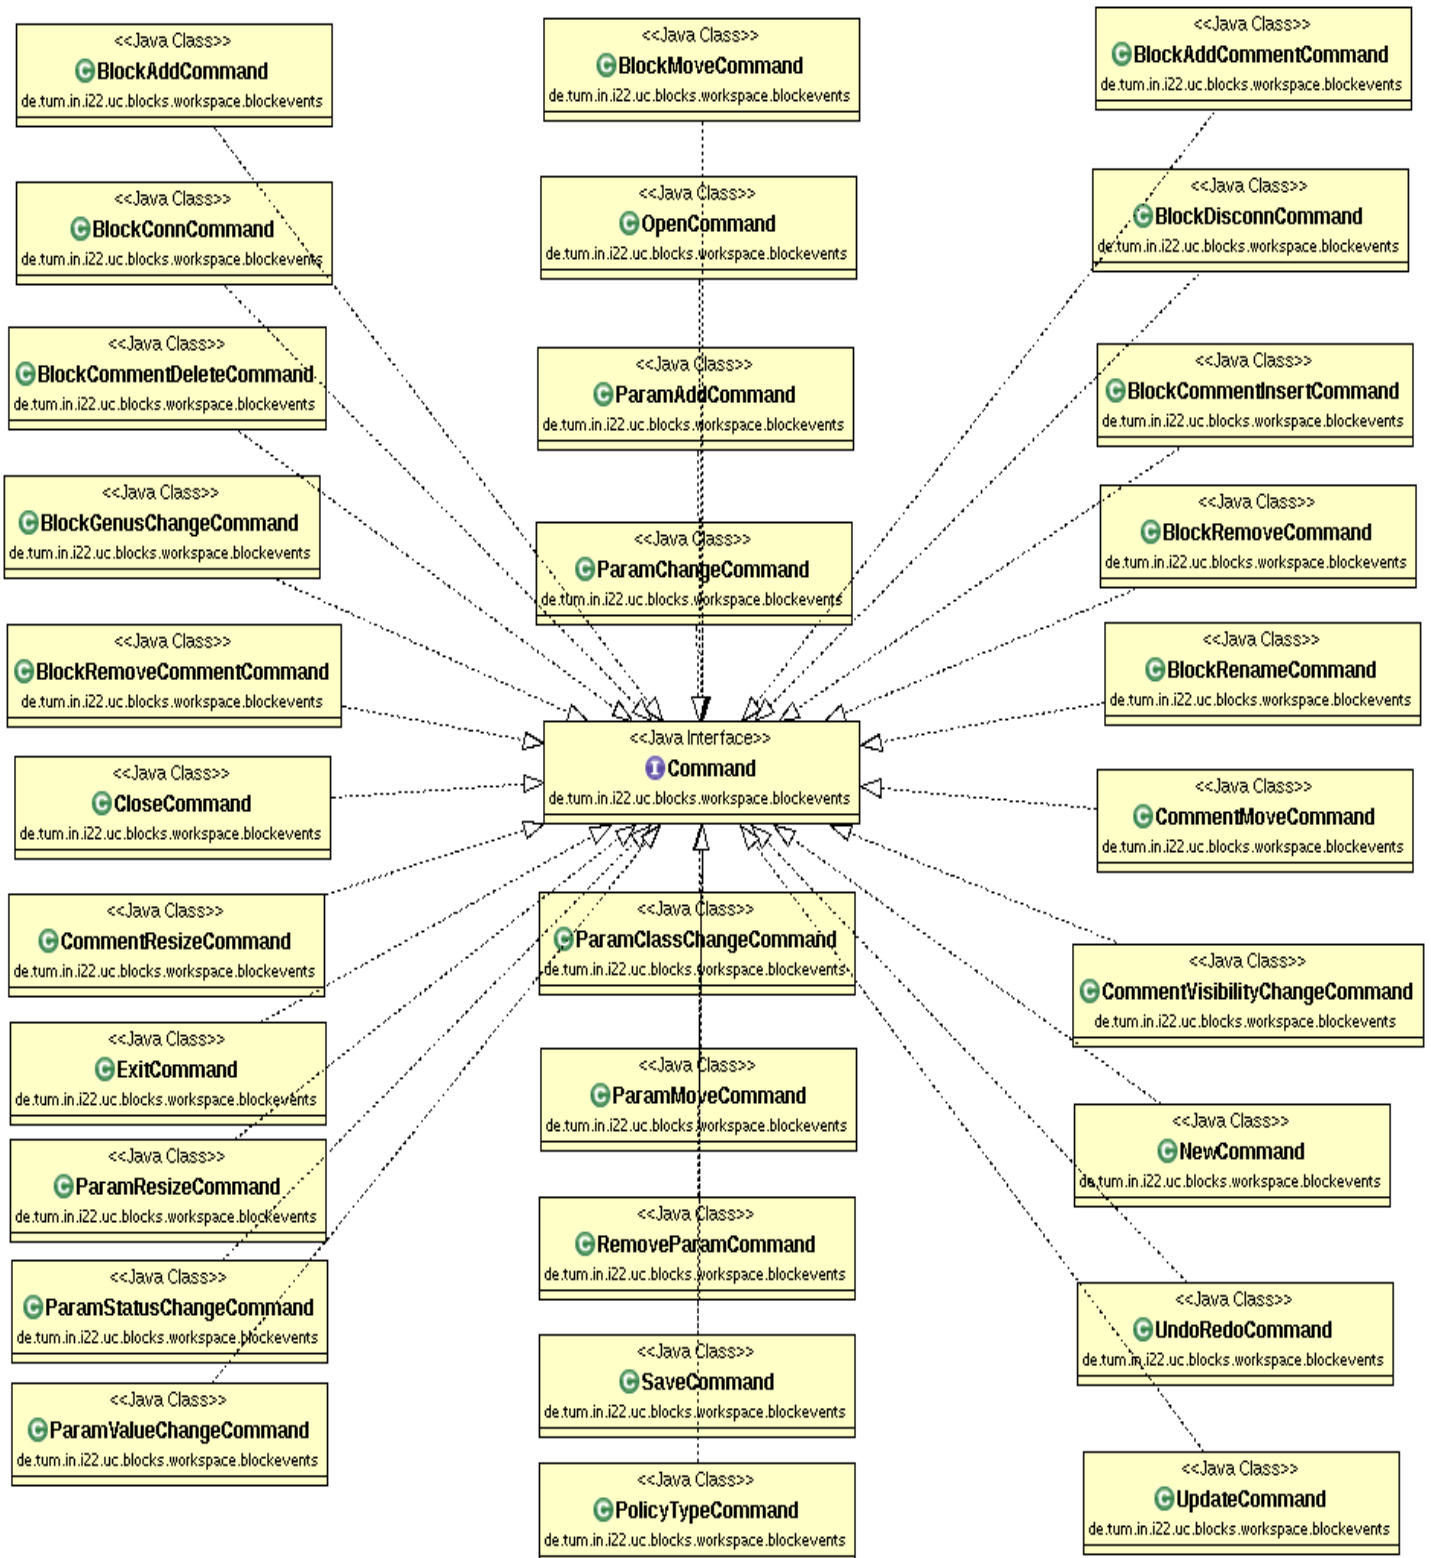 <<Java Class>>
BlockAddCommand
de.tum.in.i22.uc.blocks.workspace.blockevents
<<Java Class>>
BlockConnCommand
de.tum.in.i22.uc.blocks.workspace.blockevents
<<Java Class>>
BlockCommentDeleteCommand
de.tum.in.i22.uc.blocks.workspace.blockevents
<<Java Class>>
BlockGenusChangeCommand
de.tum.in.i22.uc.blocks.workspace.blockevents
<<Java Class>>
BlockRemoveCommentCommand
de.tum.in.i22.uc.blocks.workspace.blockevents
<<Java Class>>
CloseCommand
de.tum.in.i22.uc.blocks.workspace.blockevents
<<Java Class>>
CommentResizeCommand
de.tum.in.i22.uc.blocks.workspace.blockevents
<<Java Class>>
ExitCommand
de.tum.in.i22.uc.blocks.workspace.blockevents
<<Java Class>>
ParamResizeCommand
de.tum.in.i22.uc.blocks.workspace.blockevents
<<Java Class>>
ParamStatusChangeCommand
de.tum.in.i22.uc.blocks.workspace.blockevents
<<Java Class>>
ParamValueChangeCommand
de.tum.in.i22.uc.blocks.workspace.blockevents
<<Java Class>>
BlockMoveCommand
de.tum.in.i22.uc.blocks.workspace.blockevents
<<Java Class>>
OpenCommand
de.tum.in.i22.uc.blocks.workspace.blockevents
<<Java Class>>
ParamAddCommand
de.tum.in.i22.uc.blocks.workspace.blockevents
<<Java Class>>
ParamChangeCommand
de.tum.in.i22.uc.blocks.workspace.blockevents
<<Java Interface>>
Command
de.tum.in.i22.uc.blocks.workspace.blockevents
<<Java Class>>
ParamClassChangeCommand
de.tum.in.i22.uc.blocks.workspace.blockevents
<<Java Class>>
ParamMoveCommand
de.tum.in.i22.uc.blocks.workspace.blockevents
<<Java Class>>
RemoveParamCommand
de.tum.in.i22.uc.blocks.workspace.blockevents
<<Java Class>>
SaveCommand
de.tum.in.i22.uc.blocks.workspace.blockevents
<<Java Class>>
PolicyTypeCommand
de.tum.in.i22.uc.blocks.workspace.blockevents
<<Java Class>>
BlockAddCommentCommand
de.tum.in.i22.uc.blocks.workspace.blockevents
<<Java Class>>
BlockDisconnCommand
de.tum.in.i22.uc.blocks.workspace.blockevents
<<Java Class>>
BlockCommentInsertCommand
de.tum.in.i22.uc.blocks.workspace.blockevents
<<Java Class>>
BlockRemoveCommand
de.tum.in.i22.uc.blocks.workspace.blockevents
<<Java Class>>
BlockRenameCommand
de.tum.in.i22.uc.blocks.workspace.blockevents
<<Java Class>>
CommentMoveCommand
de.tum.in.i22.uc.blocks.workspace.blockevents
<<Java Class>>
CommentVisibilityChangeCommand
de.tum.in.i22.uc.blocks.workspace.blockevents
<<Java Class>>
NewCommand
de.tum.in.i22.uc.blocks.workspace.blockevents
<<Java Class>>
UndoRedoCommand
de.tum.in.i22.uc.blocks.workspace.blockevents
<<Java Class>>
UpdateCommand
de.tum.in.i22.uc.blocks.workspace.blockevents